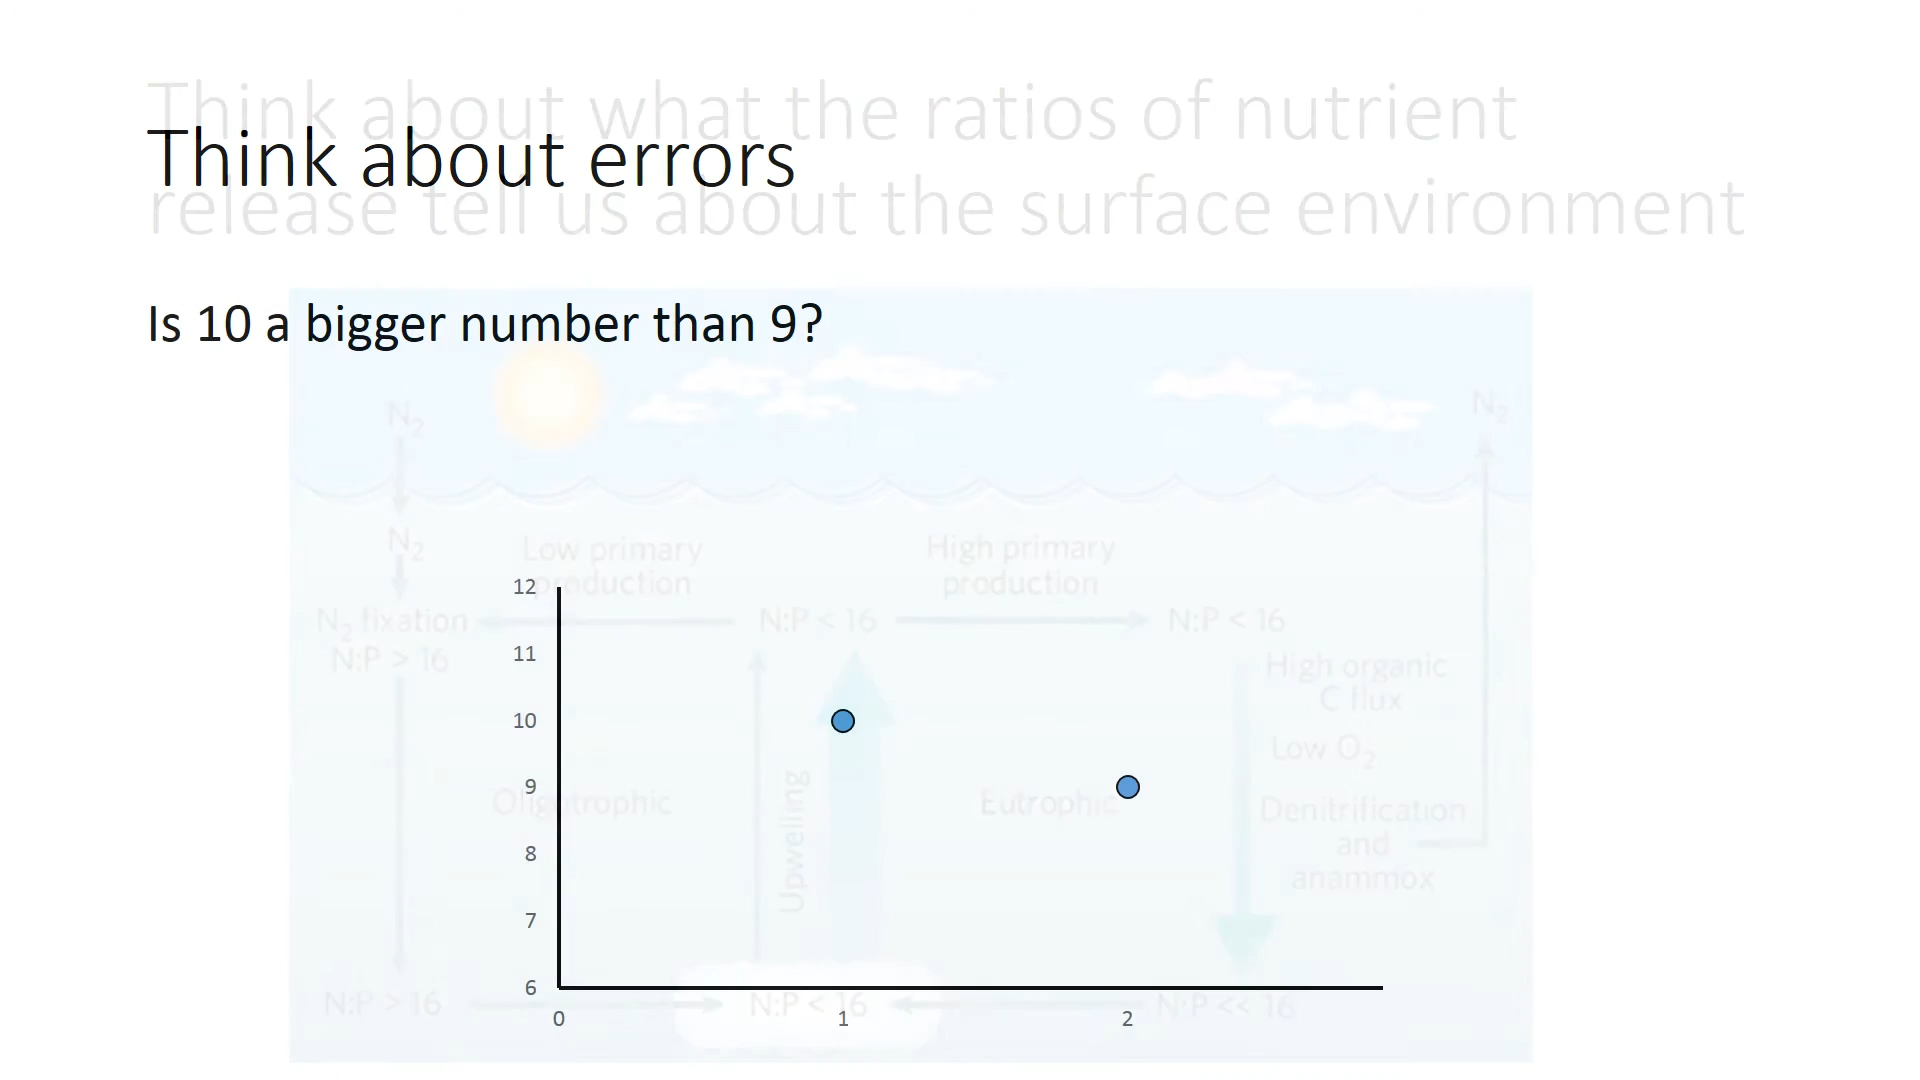 Think about what the ratios of nutrient
release tell us about the surface environment
Think about errors
Is 10 a bigger number than 9?
N2
N2
N2
Low primary
production
High primary
production
N2 fixation
N:P > 16
N:P < 16
N:P < 16
High organic
C flux
Low O2
Denitrification
and
anammox
Oligotrophic
Upwelling
Eutrophic
N:P > 16
N:P < 16
N:P << 16
12
11
10
9
8
7
6
0
1
2